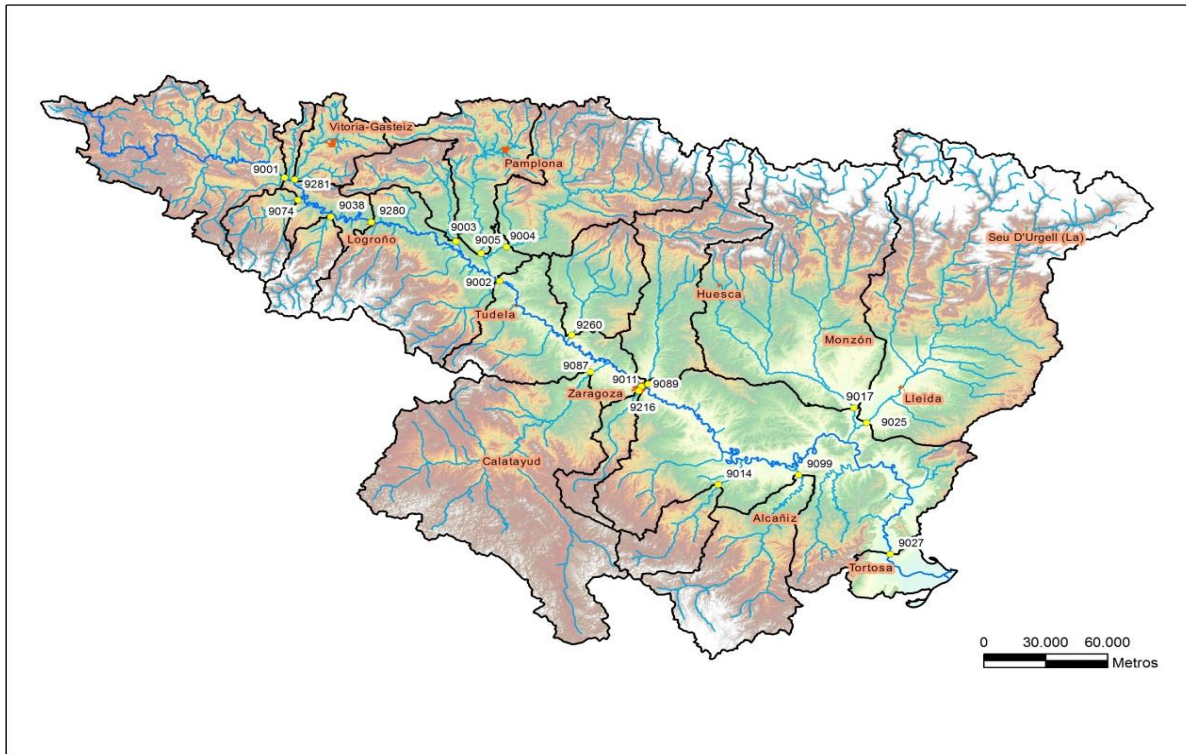 Vitoria-Gasteiz
Pamplona
9001
9281
9074
9038
9280
Logroño
9003
9005
9004
9002
Tudela
Seu D'Urgell (La)
Huesca
Monzón
9260
9087
9011
9089
Zaragoza
9216
9017
Lleida
9025
Calatayud
9014
9099
Alcañiz
9027
Tortosa
0 30.000 60.000
Metros